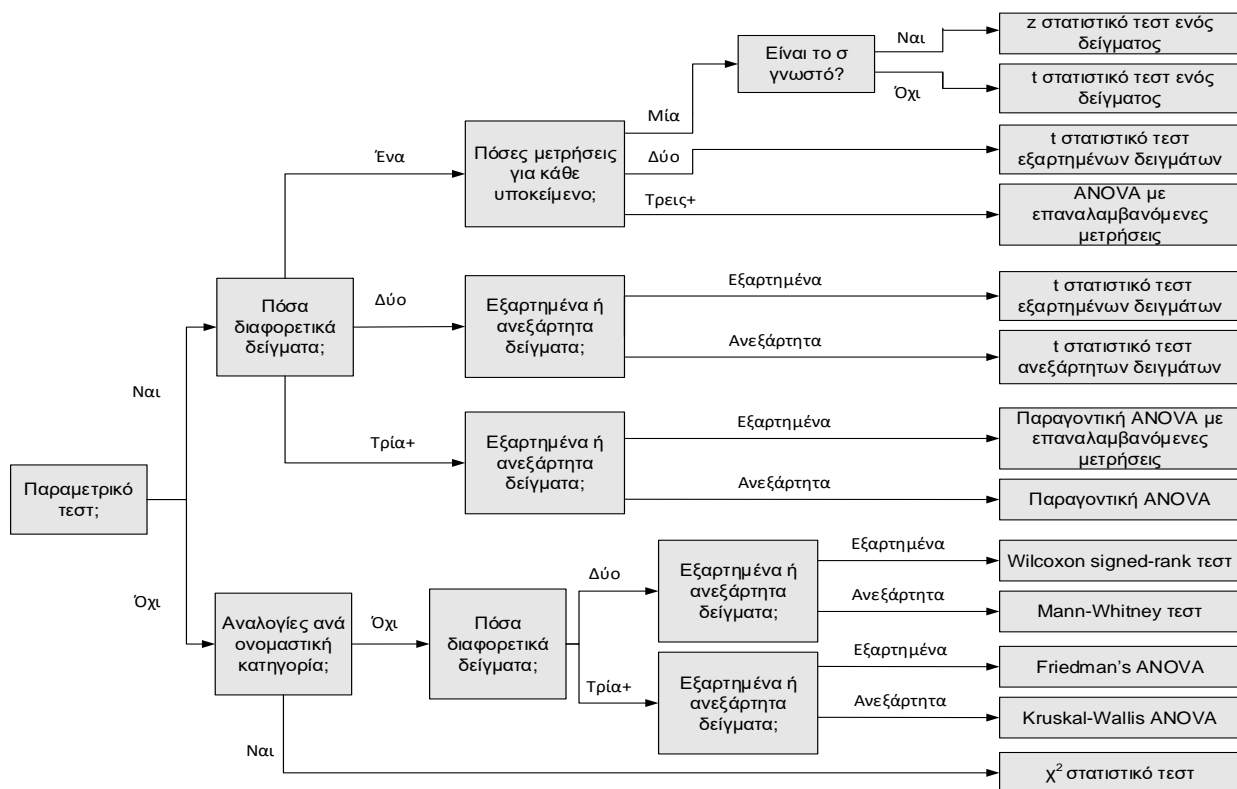 z στατιστικό τεστ ενός
δείγματος
Ναι
Είναι το σ
γνωστό?
Όχι
t στατιστικό τεστ ενός
δείγματος
Μία
Ένα
Πόσες μετρήσεις
για κάθε
υποκείμενο;
Δύο
t στατιστικό τεστ
εξαρτημένων δειγμάτων
Τρεις+
ANOVA με
επαναλαμβανόμενες
μετρήσεις
Πόσα
διαφορετικά
δείγματα;
Δύο
Εξαρτημένα ή
ανεξάρτητα
δείγματα;
Εξαρτημένα
t στατιστικό τεστ
εξαρτημένων δειγμάτων
Ανεξάρτητα
t στατιστικό τεστ
ανεξάρτητων δειγμάτων
Ναι
Τρία+
Εξαρτημένα ή
ανεξάρτητα
δείγματα;
Εξαρτημένα
Παραγοντική ANOVA με
επαναλαμβανόμενες
μετρήσεις
Ανεξάρτητα
Παραγοντική ANOVA
Παραμετρικό
τεστ;
Όχι
Αναλογίες ανά
ονομαστική
κατηγορία;
Όχι
Πόσα
διαφορετικά
δείγματα;
Δύο
Εξαρτημένα ή
ανεξάρτητα
δείγματα;
Εξαρτημένα
Wilcoxon signed-rank τεστ
Ανεξάρτητα
Mann-Whitney τεστ
Τρία+
Εξαρτημένα ή
ανεξάρτητα
δείγματα;
Εξαρτημένα
Friedman's ANOVA
Ανεξάρτητα
Kruskal-Wallis ANOVA
Ναι
χ² στατιστικό τεστ